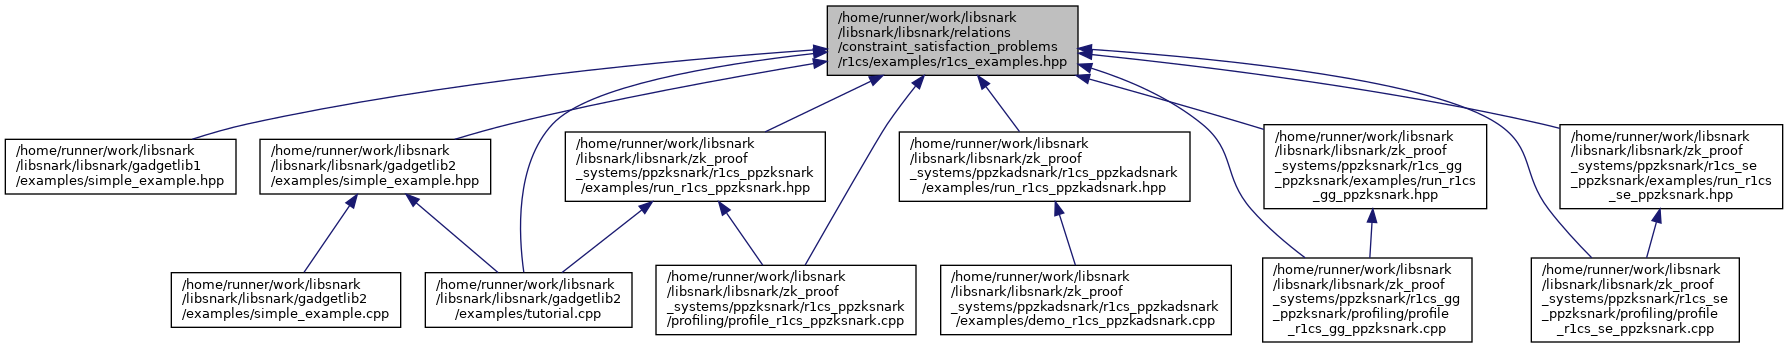 /home/runner/work/libsnark
/libsnark/libsnark/relations
/constraint_satisfaction_problems
/r1cs/examples/r1cs_examples.hpp
/home/runner/work/libsnark
/libsnark/libsnark/gadgetlib1
/examples/simple_example.hpp
/home/runner/work/libsnark
/libsnark/libsnark/gadgetlib2
/examples/simple_example.hpp
/home/runner/work/libsnark
/libsnark/libsnark/zk_proof
_systems/ppzksnark/r1cs_ppzksnark
/examples/run_r1cs_ppzksnark.hpp
/home/runner/work/libsnark
/libsnark/libsnark/zk_proof
_systems/ppzkadsnark/r1cs_ppzkadsnark
/examples/run_r1cs_ppzkadsnark.hpp
/home/runner/work/libsnark
/libsnark/libsnark/zk_proof
_systems/ppzksnark/r1cs_gg
_ppzksnark/examples/run_r1cs
_gg_ppzksnark.hpp
/home/runner/work/libsnark
/libsnark/libsnark/zk_proof
_systems/ppzksnark/r1cs_se
_ppzksnark/examples/run_r1cs
_se_ppzksnark.hpp
/home/runner/work/libsnark
/libsnark/libsnark/gadgetlib2
/examples/simple_example.cpp
/home/runner/work/libsnark
/libsnark/libsnark/gadgetlib2
/examples/tutorial.cpp
/home/runner/work/libsnark
/libsnark/libsnark/zk_proof
_systems/ppzksnark/r1cs_ppzksnark
/profiling/profile_r1cs_ppzksnark.cpp
/home/runner/work/libsnark
/libsnark/libsnark/zk_proof
_systems/ppzkadsnark/r1cs_ppzkadsnark
/examples/demo_r1cs_ppzkadsnark.cpp
/home/runner/work/libsnark
/libsnark/libsnark/zk_proof
_systems/ppzksnark/r1cs_gg
_ppzksnark/profiling/profile
_r1cs_gg_ppzksnark.cpp
/home/runner/work/libsnark
/libsnark/libsnark/zk_proof
_systems/ppzksnark/r1cs_se
_ppzksnark/profiling/profile
_r1cs_se_ppzksnark.cpp